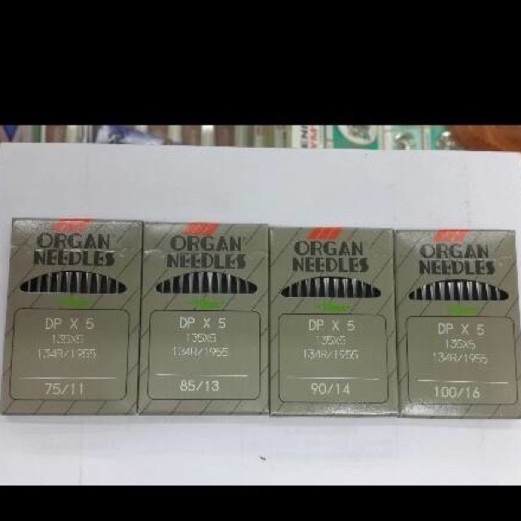 ORGAN
NEEDLES
DP X 5
135X5
134R/1955
75/11
ORGAN
NEEDLES
DP X 5
135X5
134R/1955
85/13
ORGAN
NEEDLES
DP X 5
135X5
134R/1955
90/14
ORGAN
NEEDLES
DP X 5
135X5
134R/1955
100/16